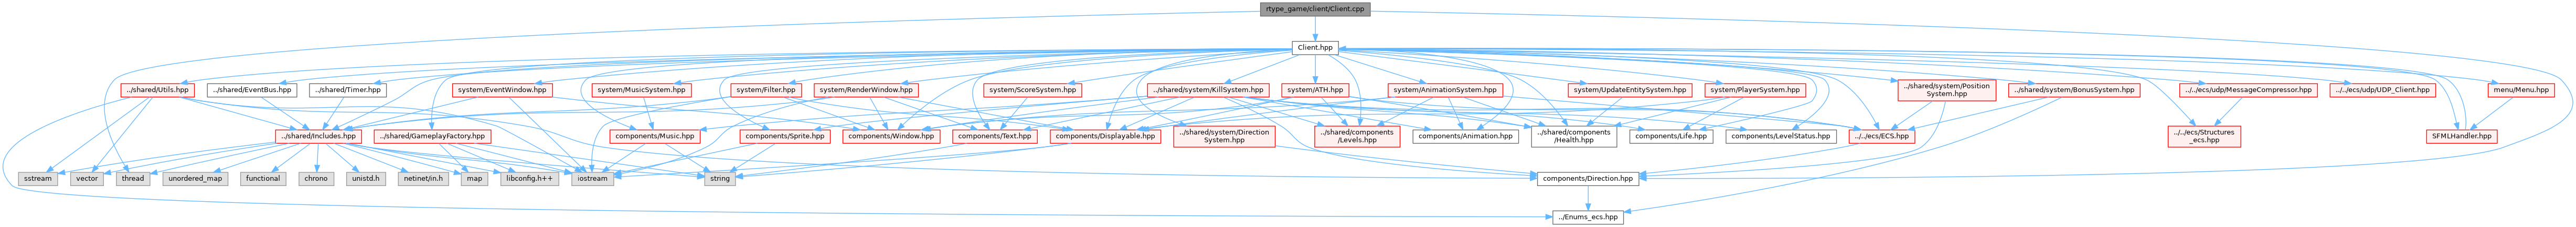 rtype_game/client/Client.cpp
Client.hpp
../shared/Utils.hpp
../shared/EventBus.hpp
../shared/Timer.hpp
system/EventWindow.hpp
system/MusicSystem.hpp
system/Filter.hpp
system/RenderWindow.hpp
system/ScoreSystem.hpp
../shared/system/KillSystem.hpp
system/ATH.hpp
system/AnimationSystem.hpp
system/UpdateEntitySystem.hpp
system/PlayerSystem.hpp
../shared/system/Position
System.hpp
../shared/system/BonusSystem.hpp
../../ecs/udp/MessageCompressor.hpp
../../ecs/udp/UDP_Client.hpp
menu/Menu.hpp
../shared/Includes.hpp
../shared/GameplayFactory.hpp
components/Music.hpp
components/Sprite.hpp
components/Window.hpp
components/Text.hpp
components/Displayable.hpp
../shared/system/Direction
System.hpp
../shared/components
/Levels.hpp
components/Animation.hpp
../shared/components
/Health.hpp
components/Life.hpp
components/LevelStatus.hpp
../../ecs/ECS.hpp
../../ecs/Structures
_ecs.hpp
SFMLHandler.hpp
sstream
vector
thread
unordered_map
functional
chrono
unistd.h
netinet/in.h
map
libconfig.h++
iostream
string
components/Direction.hpp
../Enums_ecs.hpp